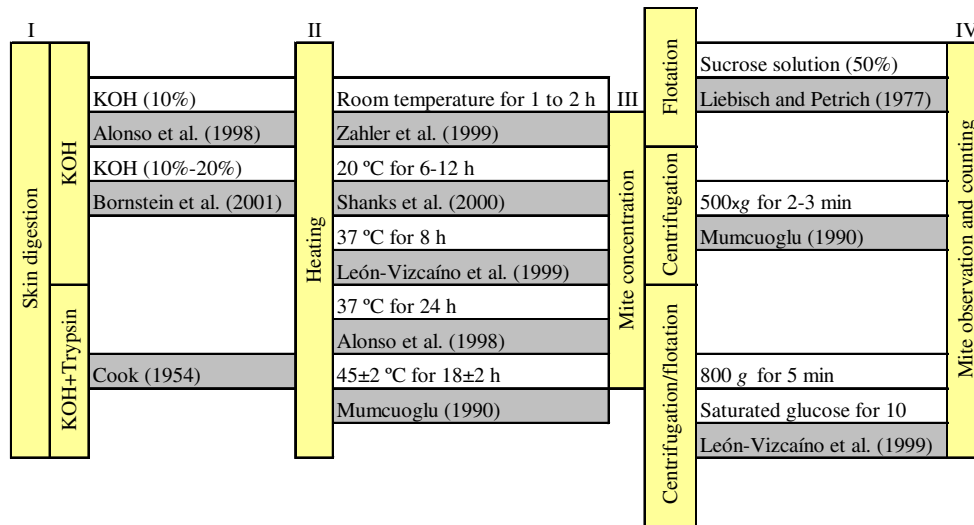 I
Skin digestion
KOH
KOH (10%)
Alonso et al. (1998)
KOH (10%-20%)
Bornstein et al. (2001)
KOH+Trypsin
Cook (1954)
II
Heating
Room temperature for 1 to 2 h
Zahler et al. (1999)
20 ºC for 6-12 h
Shanks et al. (2000)
37 ºC for 8 h
León-Vizcaíno et al. (1999)
37 ºC for 24 h
Alonso et al. (1998)
45±2 ºC for 18±2 h
Mumcuoglu (1990)
III
Mite concentration
Flotation
Sucrose solution (50%)
Liebisch and Petrich (1977)
Centrifugation
500xg for 2-3 min
Mumcuoglu (1990)
Centrifugation/flotation
800 g for 5 min
Saturated glucose for 10
León-Vizcaíno et al. (1999)
IV
Mite observation and counting